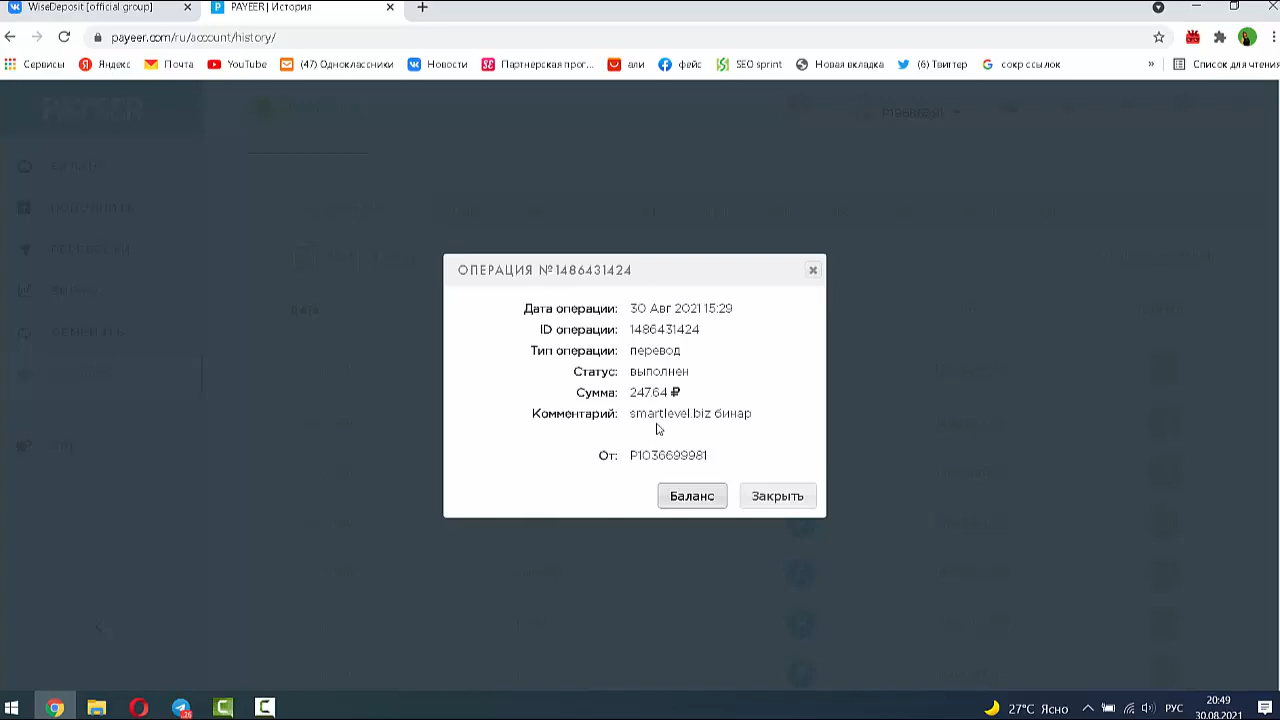 WiseDeposit [official group]
PAYEER | История
payeer.com/ru/account/history/
Сервисы
Яндекс
Почта
YouTube
(47) Одноклассники
Новости
Партнерская прог...
али
фейс
SEO sprint
Новая вкладка
(6) Твиттер
сокр ссылок
»
Список для чтения
PAYEER
ОПЕРАЦИЯ №1486431424
Дата операции: 30 Авг 2021 15:29
ID операции: 1486431424
Тип операции: перевод
Статус: выполнен
Сумма: 247.64 ₽
Комментарий: smartlevel.biz бинар
От: P1036699981
Баланс
Закрыть
27°C Ясно
РУС
20:49
30.08.2021